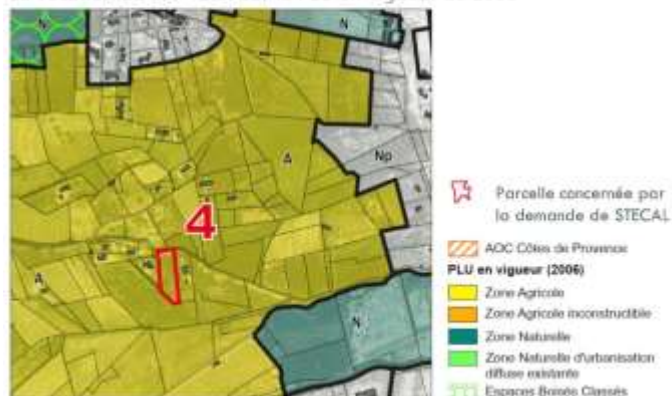 N
N
A
Np
4
A
N
Parcelle concernée par
la demande de STECAL
AOC Côtes de Provence
PLU en vigueur (2006)
Zone Agricole
Zone Agricole inconstructible
Zone Naturelle
Zone Naturelle d'urbanisation
diffuse existante
Espaces Boisés Classés